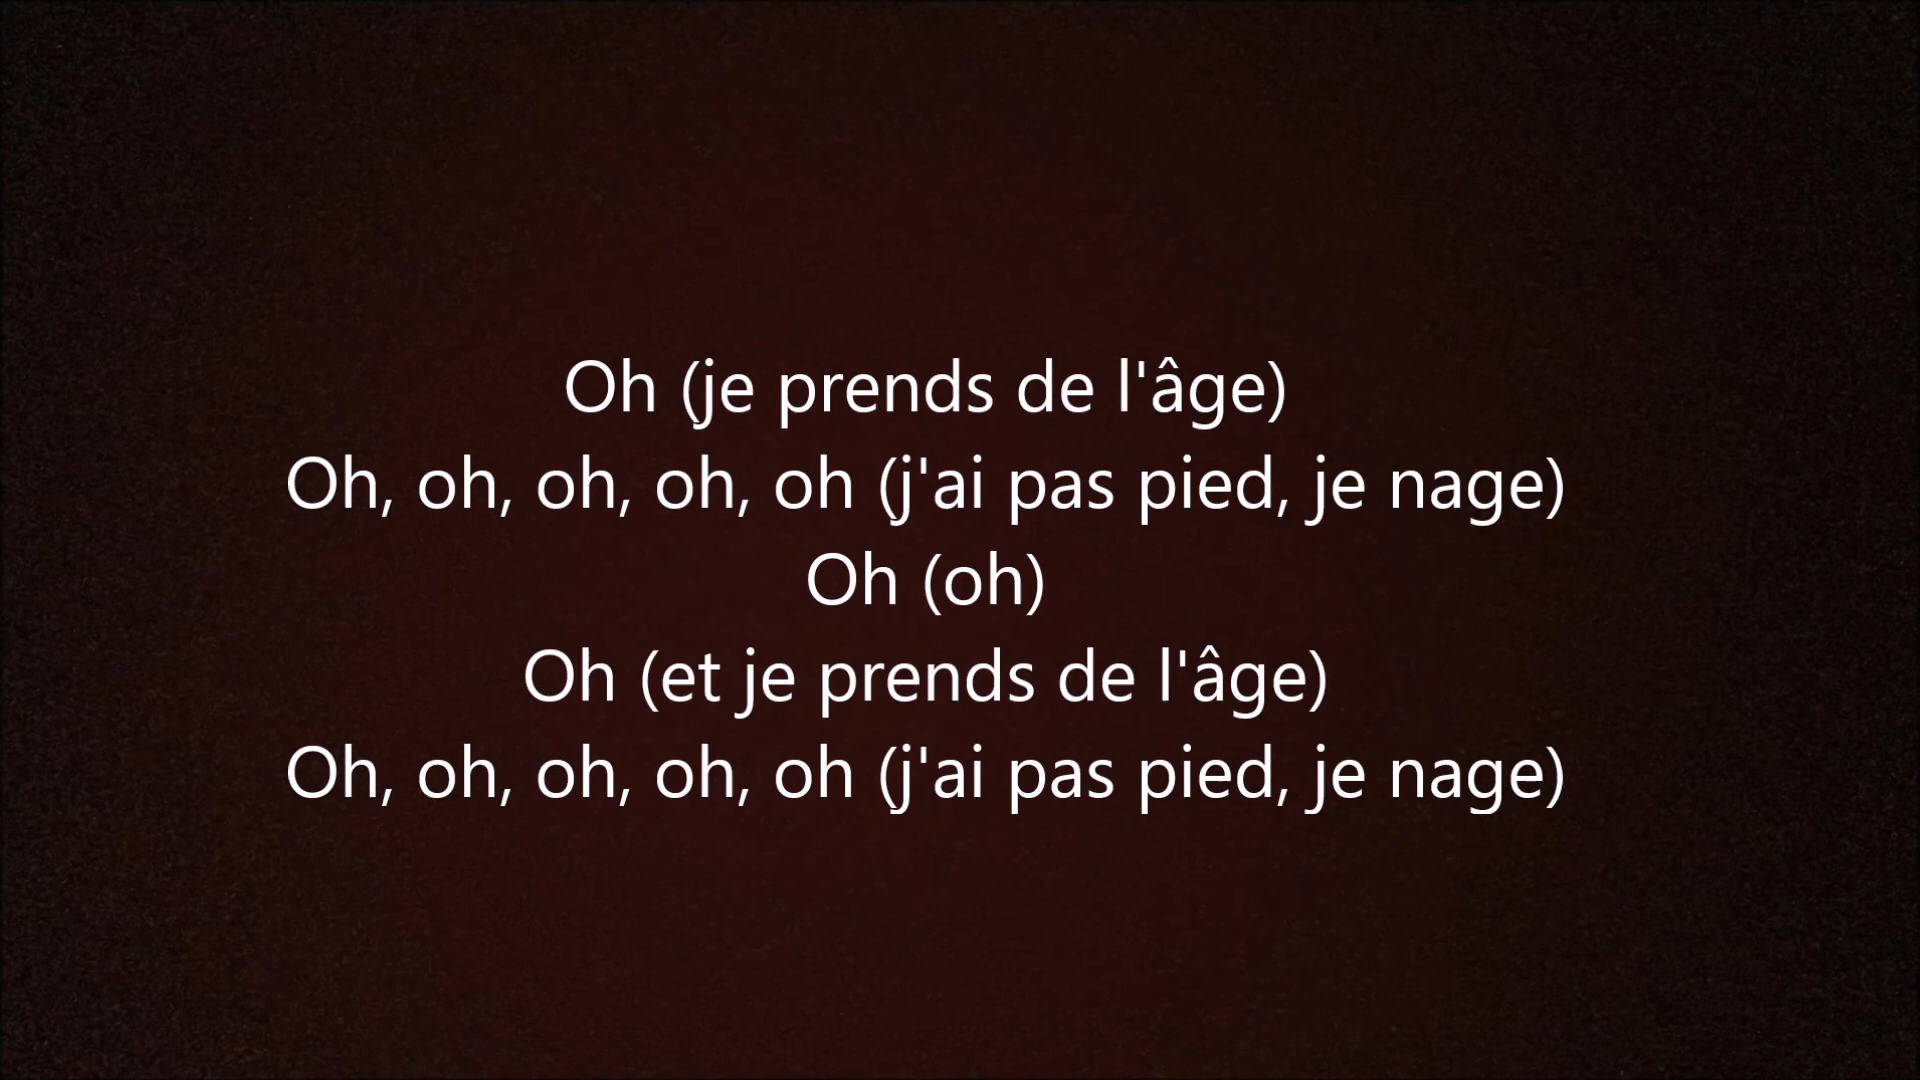 Oh (je prends de l'âge)
Oh, oh, oh, oh, oh (j'ai pas pied, je nage)
Oh (oh)
Oh (et je prends de l'âge)
Oh, oh, oh, oh, oh (j'ai pas pied, je nage)